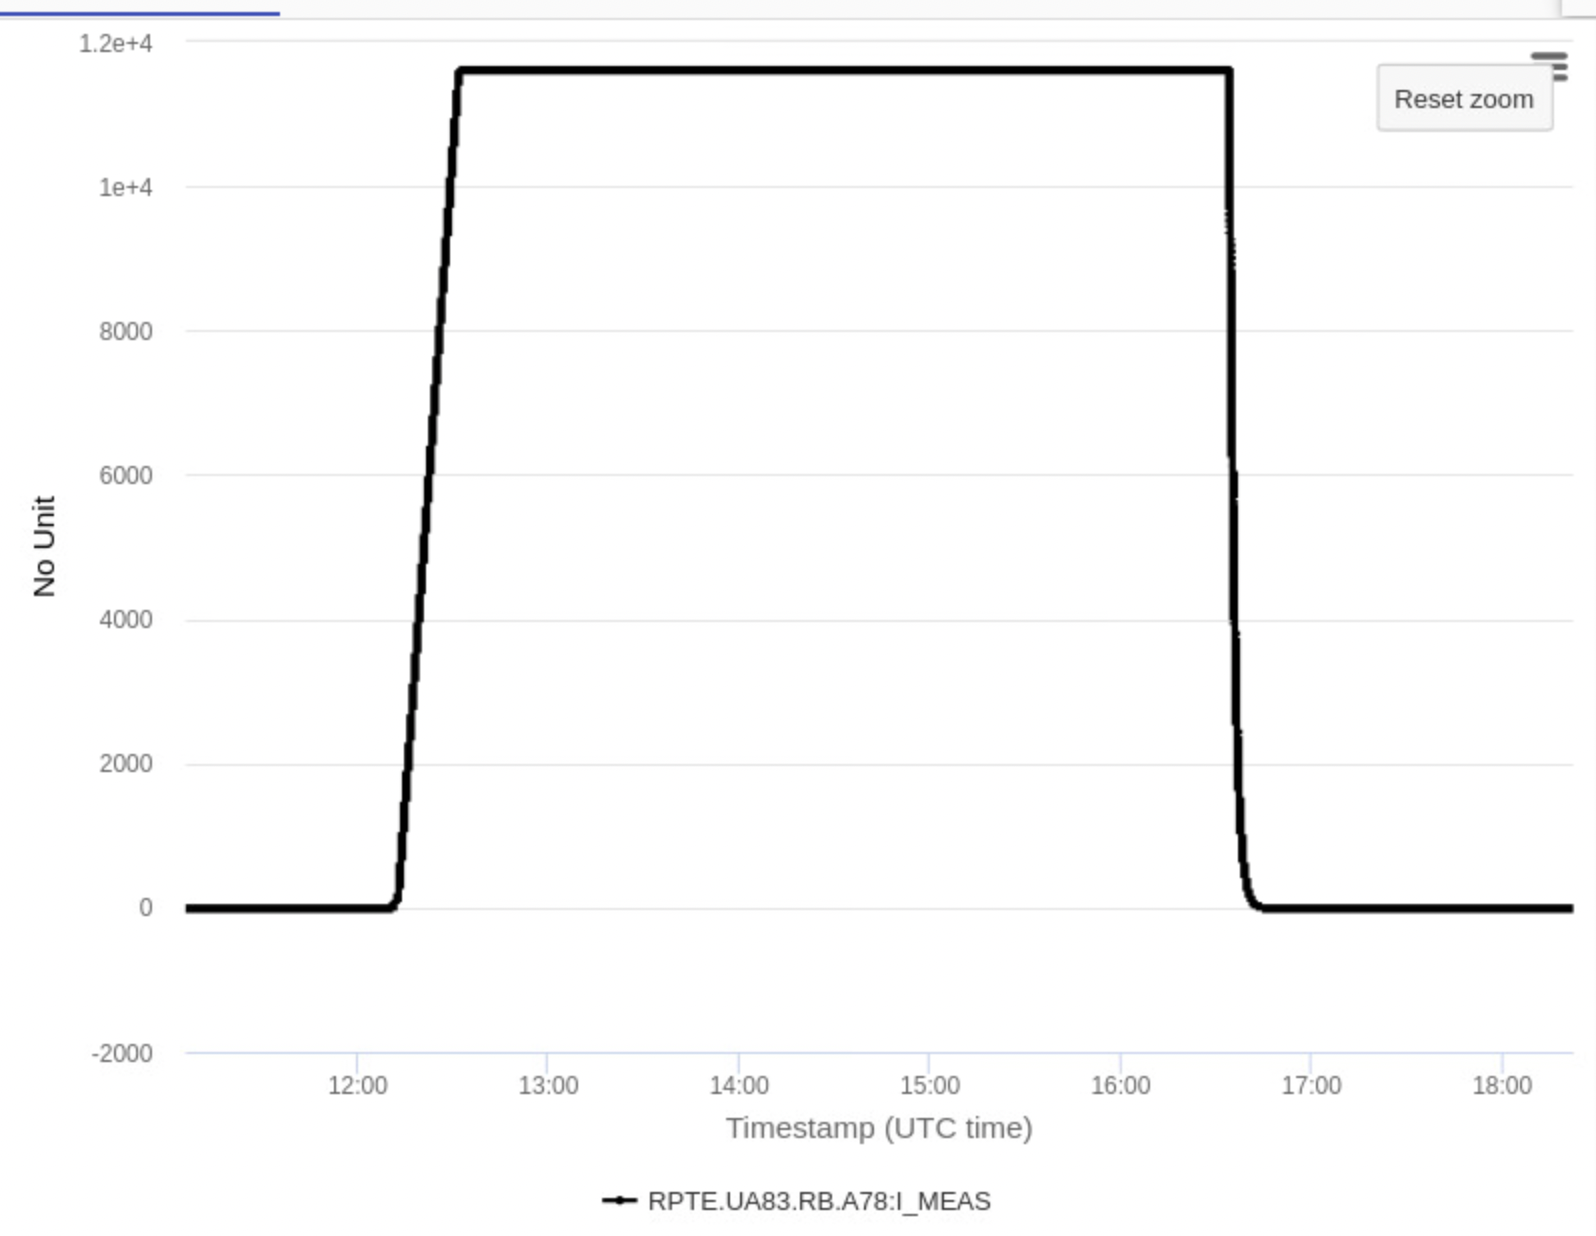 1.2e+4
Reset zoom
1e+4
8000
6000
No Unit
4000
2000
0
-2000
12:00 13:00 14:00 15:00 16:00 17:00 18:00
Timestamp (UTC time)
RPTE.UA83.RB.A78:I_MEAS